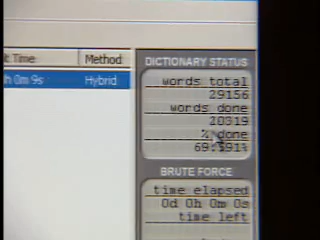 t Time Method
h 0m 9s Hybrid
DICTIONARY STATUS
words total
29156
words done
20319
% done
BRUTE FORCE
time elapsed
0d 0h 0m 0s
time left